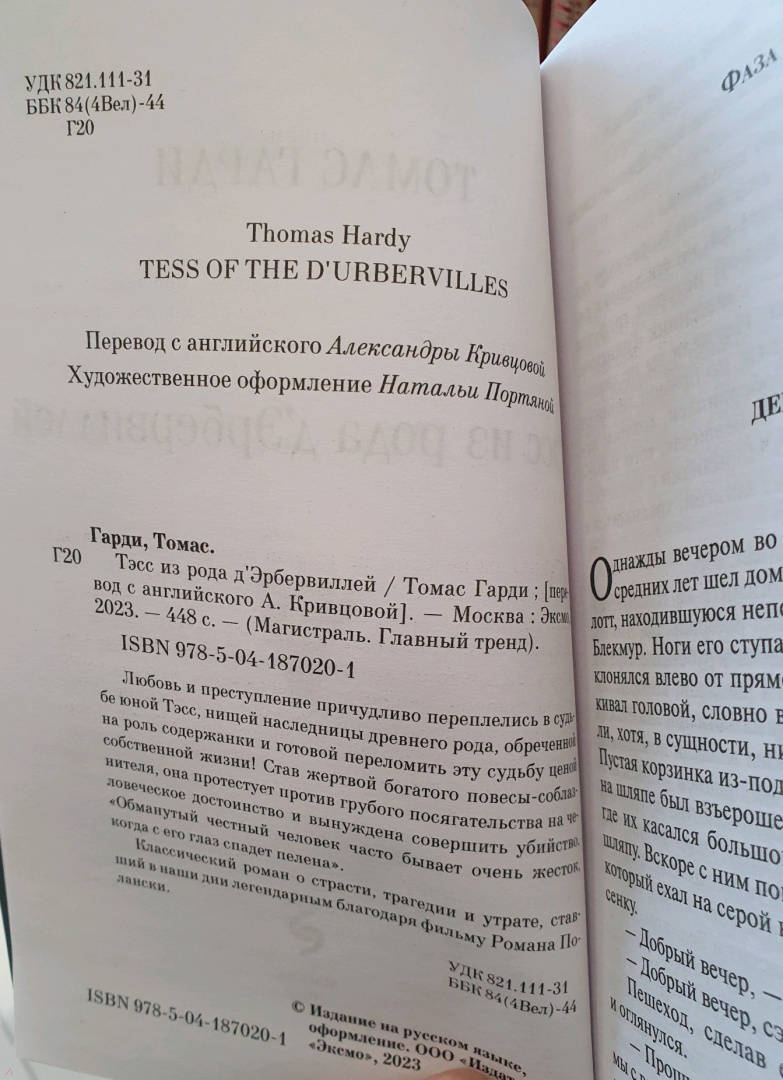 УДК 821.111-31
ББК 84(4Вел)-44
Г20
Thomas Hardy
TESS OF THE D'URBERVILLES
Перевод с английского Александры Кривцовой
Художественное оформление Натальи Портяной
Гарди, Томас.
Г20 Тэсс из рода д'Эрбервиллей / Томас Гарди ; [пере-
вод с английского А. Кривцовой]. — Москва : Эксмо,
2023. — 448 с. — (Магистраль. Главный тренд).
ISBN 978-5-04-187020-1
Любовь и преступление причудливо переплелись в судь-
бе юной Тэсс, нищей наследницы древнего рода, обреченной
на роль содержанки и готовой переломить эту судьбу ценой
собственной жизни! Став жертвой богатого повесы-соблаз-
нителя, она протестует против грубого посягательства на че-
ловеческое достоинство и вынуждена совершить убийство.
«Обманутый честный человек часто бывает очень жесток,
когда с его глаз спадет пелена».
Классический роман о страсти, трагедии и утрате, став-
ший в наши дни легендарным благодаря фильму Романа По-
лански.
УДК 821.111-31
ББК 84(4Вел)-44
ISBN 978-5-04-187020-1
© Издание на русском языке,
оформление. ООО «Издат
«Эксмо», 2023
ФАЗА
ДЕ
Однажды вечером во
средних лет шел дом
лотт, находившуюся неп
Блекмур. Ноги его ступа
клонялся влево от прям
кивал головой, словно в
ли, хотя, в сущности, ни
Пустая корзинка из-под
на шляпе был взъероше
где их касался большо
шляпу. Вскоре с ним по
который ехал на серой
сенку.
— Добрый вечер, —
— Добрый вечер, сэ
Пешеход, сделав
и оглянулся.
— Прош
мы с